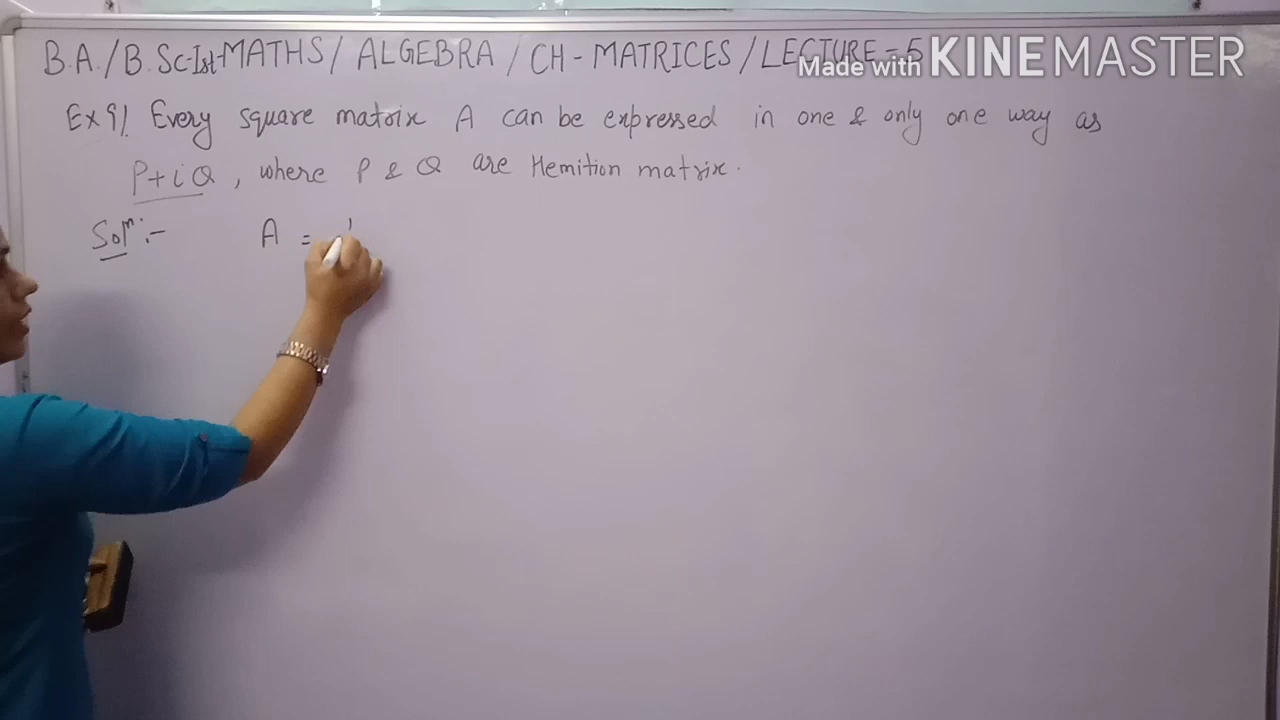 B.A./B.Sc-Ist-MATHS/ ALGEBRA / CH-MATRICES / LECTURE-5
Made with KINEMASTER
Ex 9/. Every square matrix A can be expressed in one & only one way as
P+iQ, where P & Q are Hemition matrix.
Solⁿ:- A =